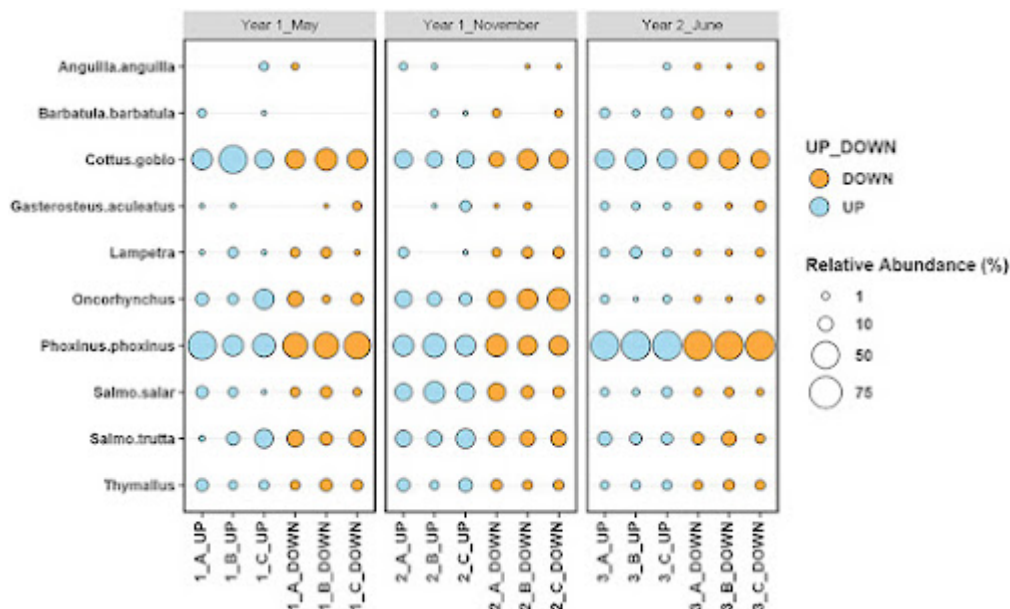 Year 1_May
Year 1_November
Year 2_June
Anguilla.anguilla
Barbatula.barbatula
Cottus.gobio
Gasterosteus.aculeatus
Lampetra
Oncorhynchus
Phoxinus.phoxinus
Salmo.salar
Salmo.trutta
Thymallus
1_A_UP
1_B_UP
1_C_UP
1_A_DOWN
1_B_DOWN
1_C_DOWN
2_A_UP
2_B_UP
2_C_UP
2_A_DOWN
2_B_DOWN
2_C_DOWN
3_A_UP
3_B_UP
3_C_UP
3_A_DOWN
3_B_DOWN
3_C_DOWN
UP_DOWN
DOWN
UP
Relative Abundance (%)
1
10
50
75